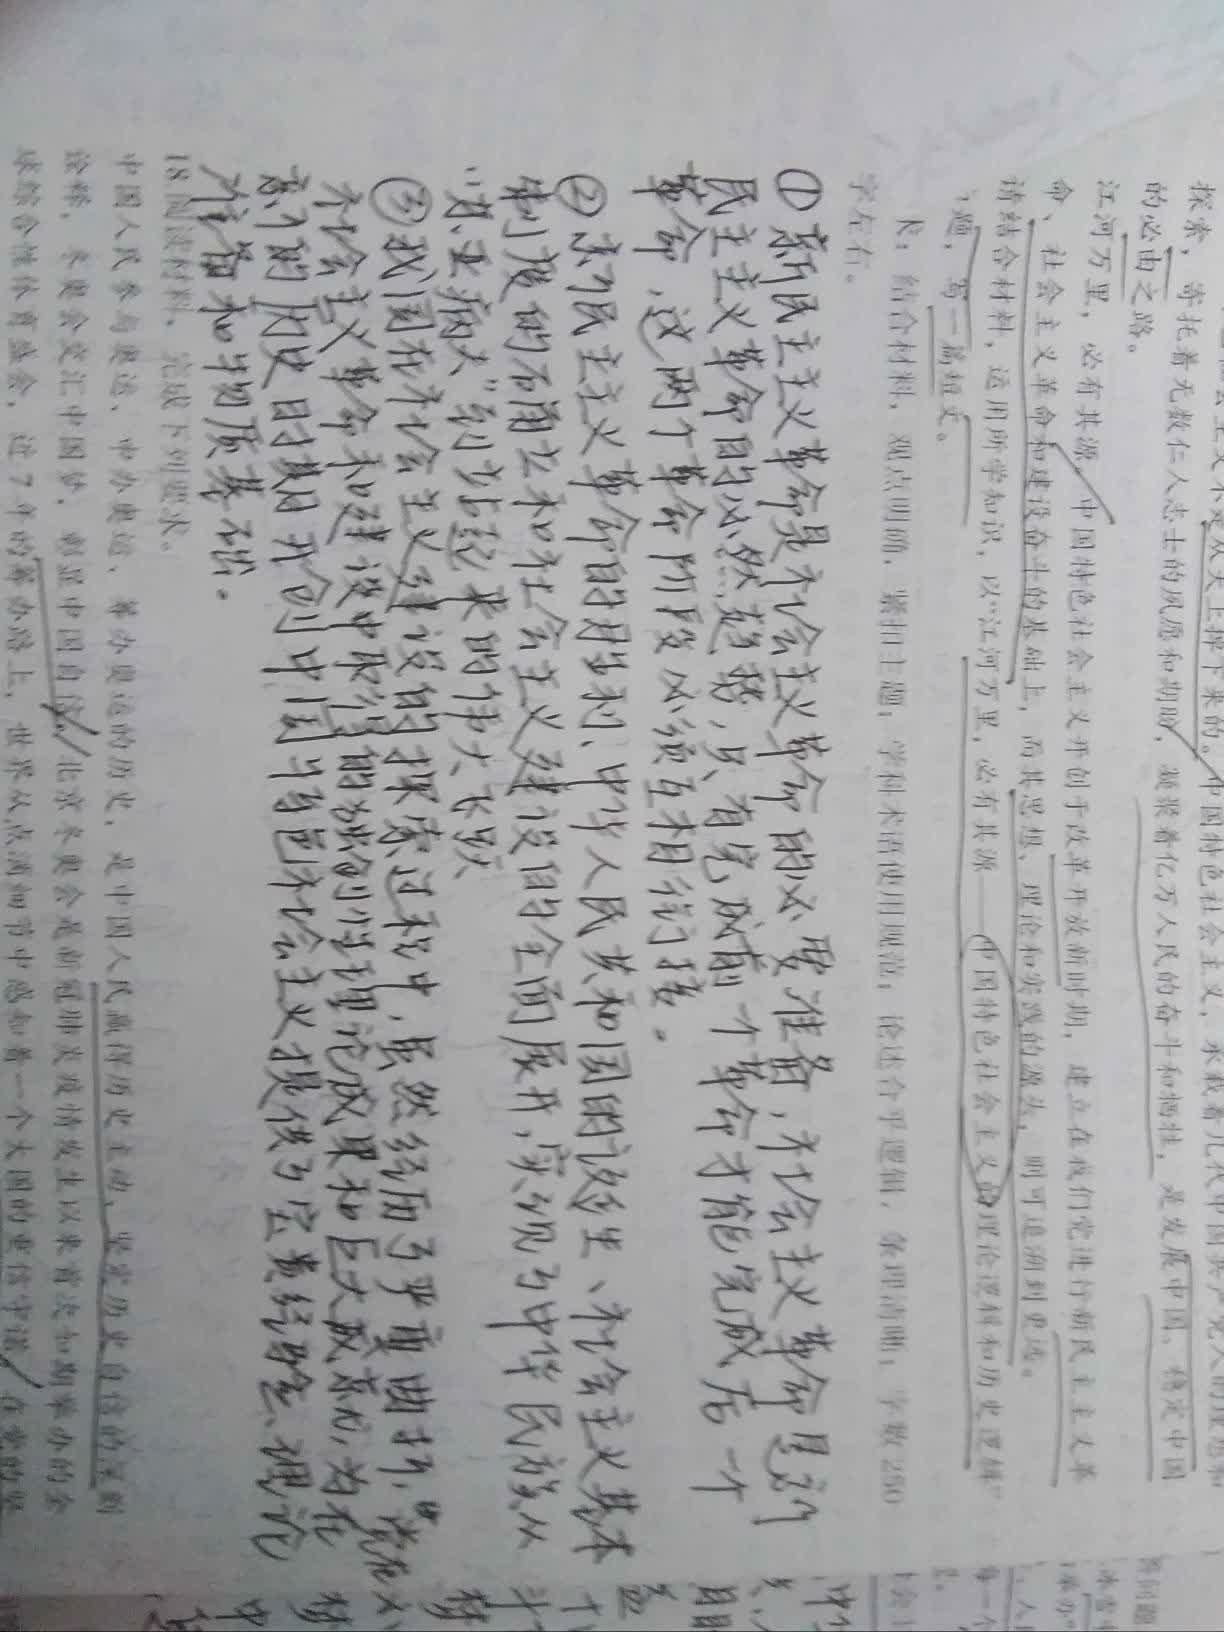 探索，寄托着无数仁人志士的夙愿和期盼，凝聚着亿万人民的奋斗和牺牲，是发展中国、稳定中国
的必由之路。
江河万里，必有其源。中国特色社会主义开创于改革开放新时期，建立在我们党进行新民主主义革
命、社会主义革命和建设奋斗的基础上，而其思想、理论和实践的源头，则可追溯到更远。
请结合材料，运用所学知识，以“江河万里，必有其源——中国特色社会主义的理论逻辑和历史逻辑”
题，写一篇短文。
求：结合材料，观点明确，紧扣主题，学科术语使用规范，论述合乎逻辑，条理清晰，字数250
字左右。
①新民主主义革命是社会主义革命的必要准备，社会主义革命是新
民主主义革命的必然趋势，只有完成前一个革命才能完成后一个
革命，这两个革命阶段必须互相衔接。
②新民主主义革命的胜利、中华人民共和国的诞生、社会主义基本
制度的确立和社会主义建设的全面展开，实现了中华民族从
“东亚病夫”到站起来的伟大飞跃
③我国在社会主义建设的探索过程中，虽然经历了严重曲折，“党在
社会主义革命和建设中取得的独创性理论成果和巨大成就，为在
新的历史时期开创中国特色社会主义提供了宝贵经验、理论
准备和物质基础。
18.阅读材料，完成下列要求。
中国人民参与奥运、申办奥运、筹办奥运的历史，是中国人民赢得历史主动、坚定历史自信的深刻
诠释。冬奥会交汇中国梦，彰显中国自信。北京冬奥会是新冠肺炎疫情发生以来首次如期举办的全
球综合性体育盛会，这7年的筹办路上，世界从点滴细节中感知着一个大国的重信守诺。在党的坚